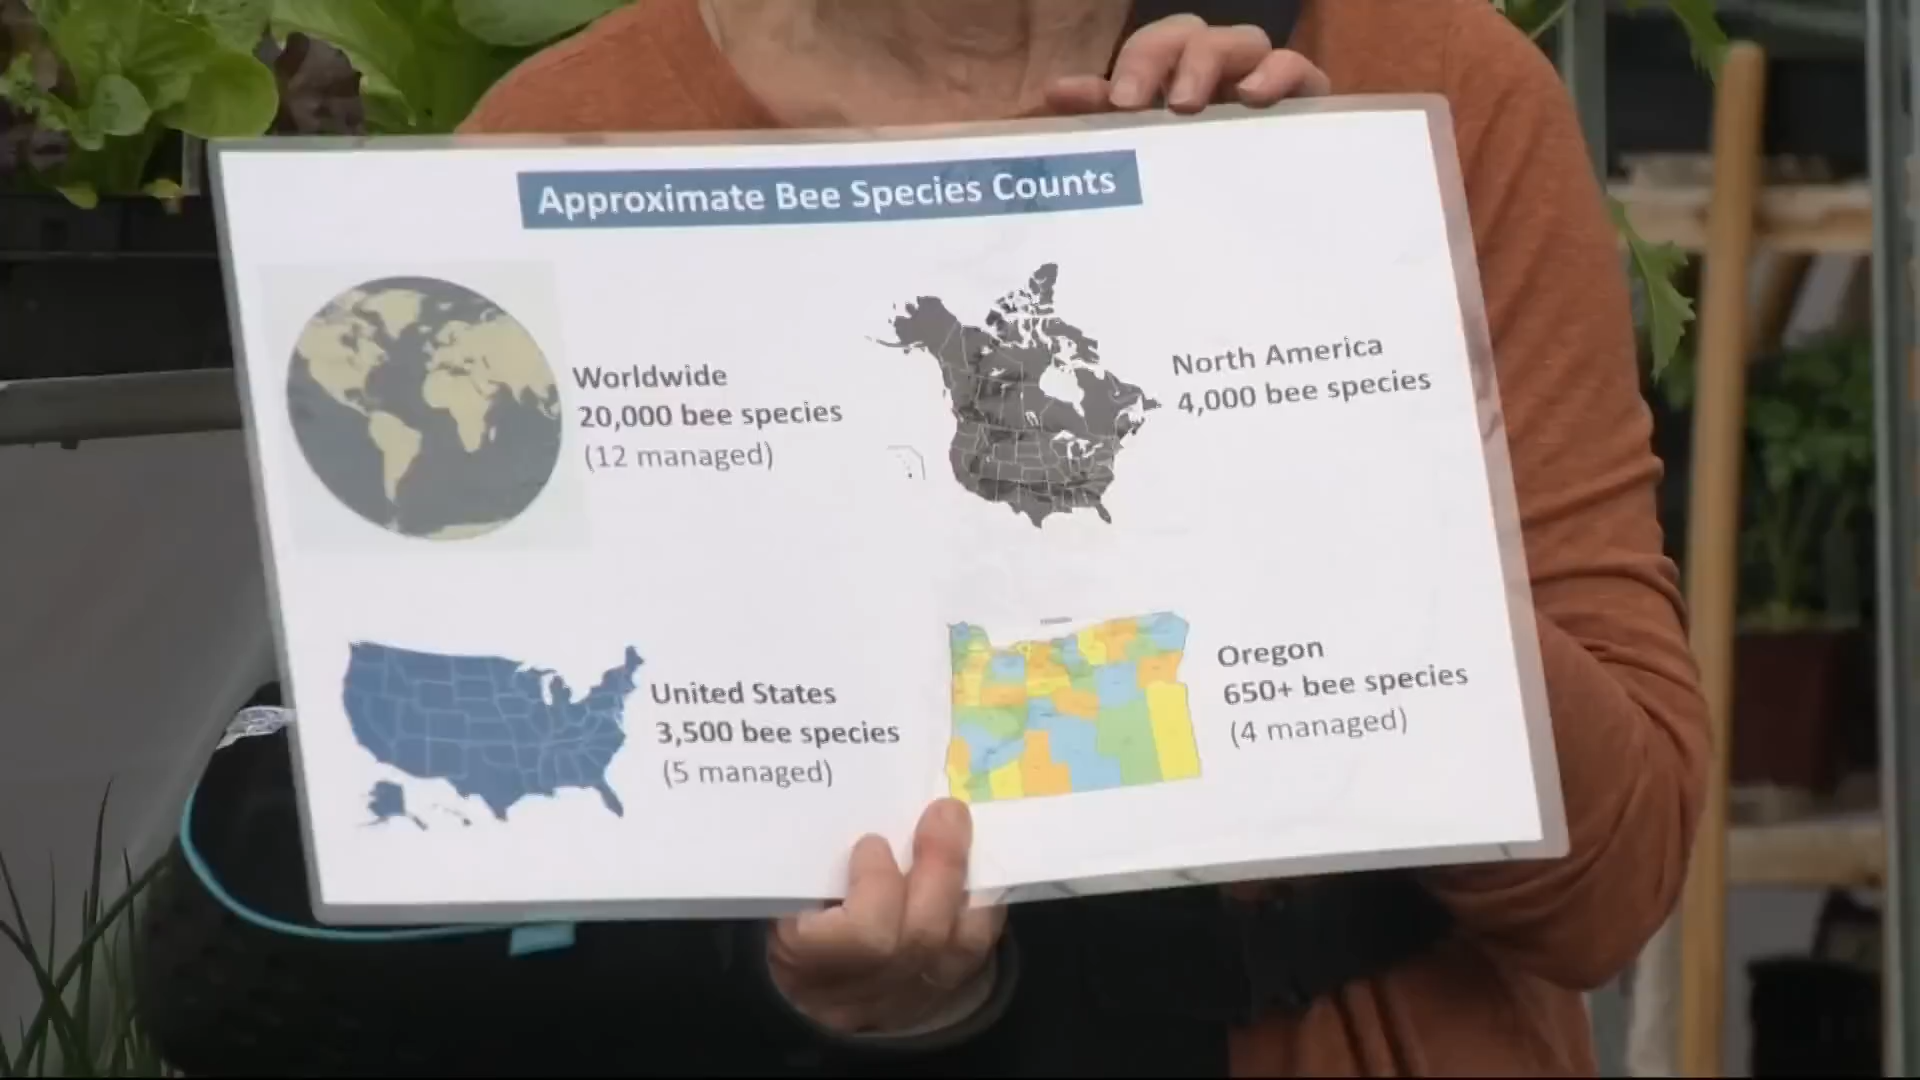 Approximate Bee Species Counts
Worldwide
20,000 bee species
(12 managed)
North America
4,000 bee species
United States
3,500 bee species
(5 managed)
Oregon
650+ bee species
(4 managed)